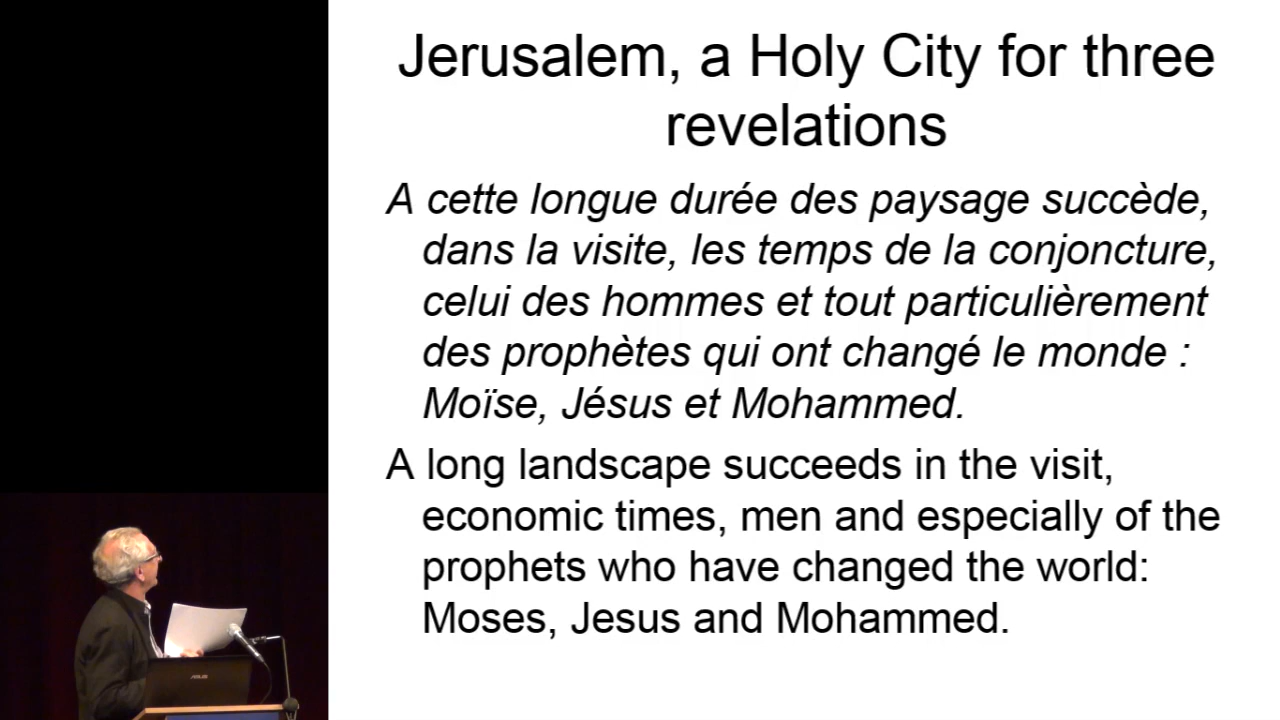 Jerusalem, a Holy City for three
revelations
A cette longue durée des paysage succède,
dans la visite, les temps de la conjoncture,
celui des hommes et tout particulièrement
des prophètes qui ont changé le monde :
Moïse, Jésus et Mohammed.
A long landscape succeeds in the visit,
economic times, men and especially of the
prophets who have changed the world:
Moses, Jesus and Mohammed.
ASUS